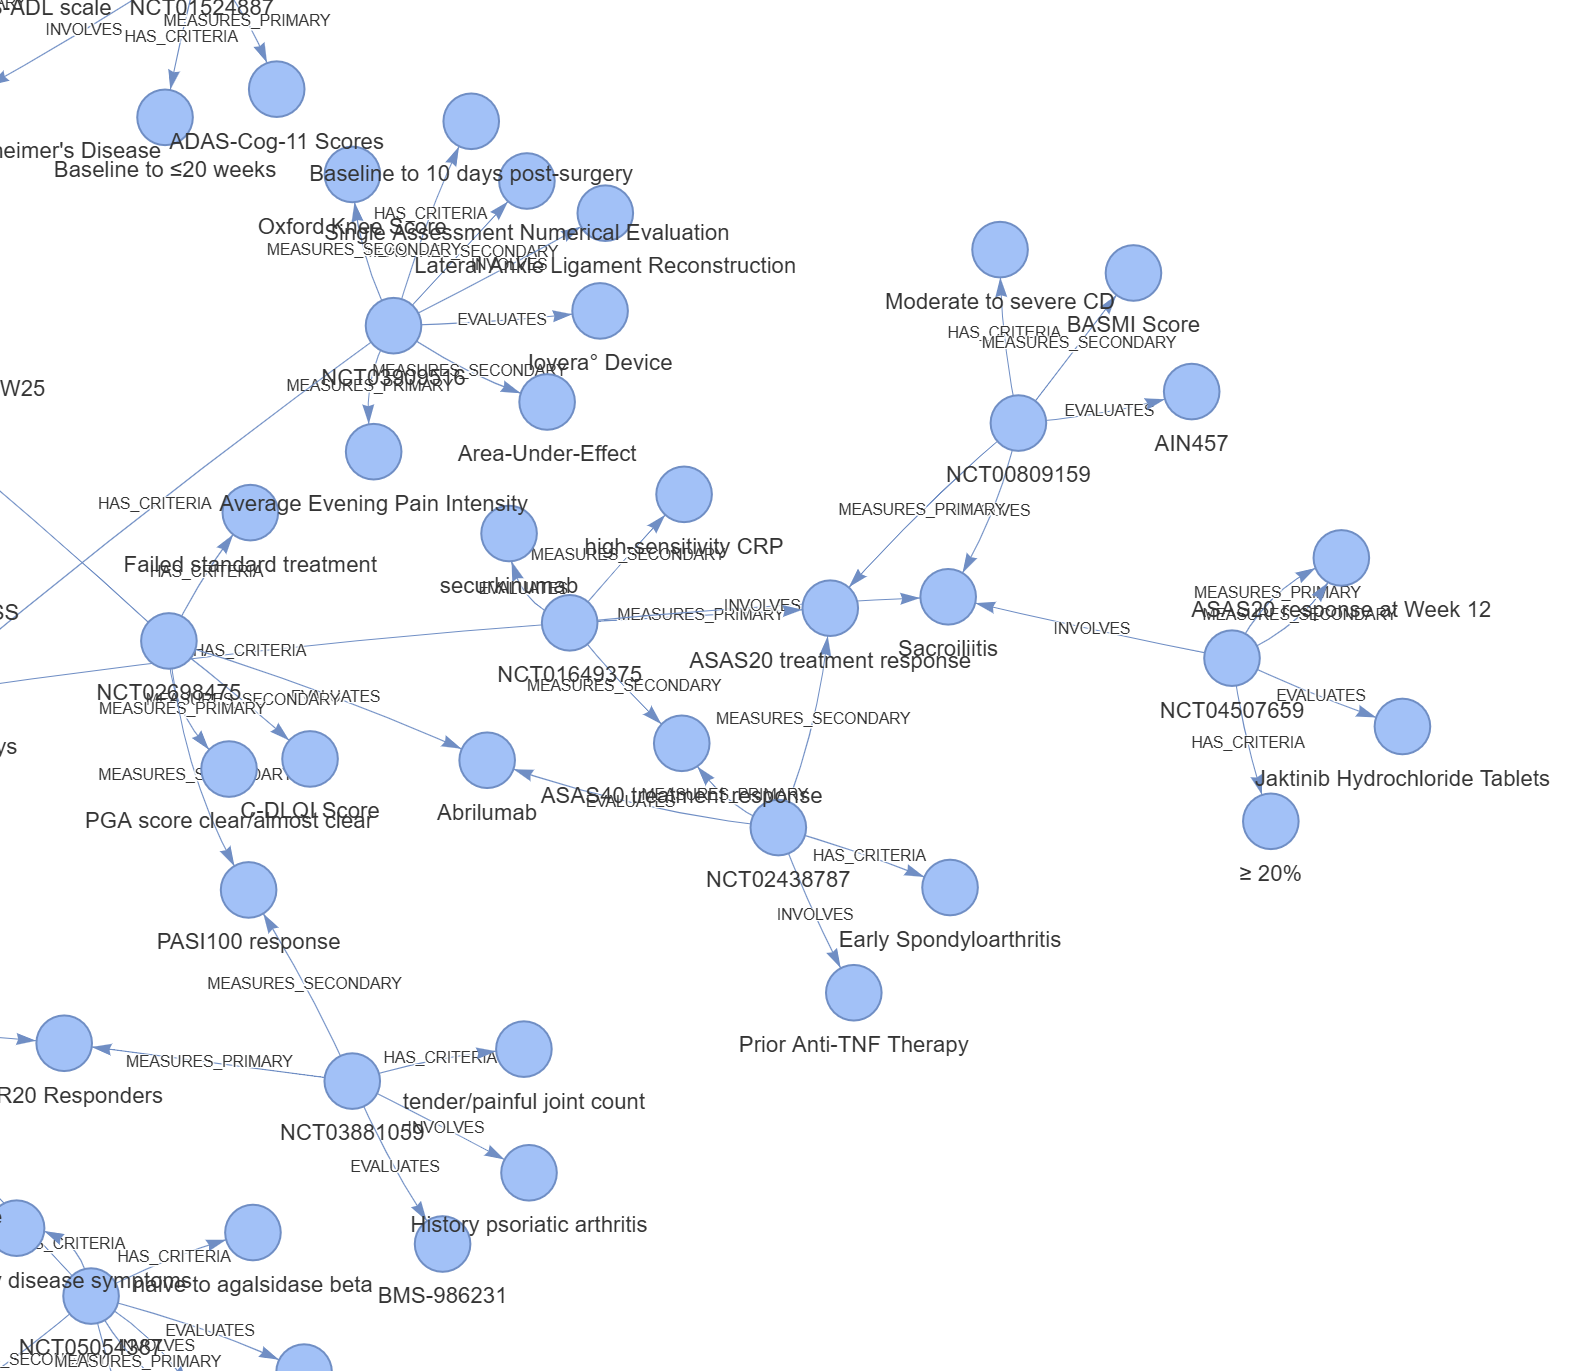 -ADL scale
NCT01524887
MEASURES_PRIMARY
INVOLVES
HAS_CRITERIA
ADAS-Cog-11 Scores
heimer's Disease
Baseline to ≤20 weeks
Baseline to 10 days post-surgery
HAS_CRITERIA
Oxford Knee Score
Single Assessment Numerical Evaluation
MEASURES_SECONDARY
MEASURES_SECONDARY
INVOLVES
Lateral Ankle Ligament Reconstruction
EVALUATES
Iovera° Device
MEASURES_SECONDARY
NCT03909516
MEASURES_PRIMARY
W25
Area-Under-Effect
HAS_CRITERIA
Average Evening Pain Intensity
Failed standard treatment
HAS_CRITERIA
Moderate to severe CD
BASMI Score
HAS_CRITERIA
MEASURES_SECONDARY
EVALUATES
AIN457
NCT00809159
MEASURES_PRIMARY
INVOLVES
high-sensitivity CRP
MEASURES_SECONDARY
securkinumab
EVALUATES
INVOLVES
MEASURES_PRIMARY
SS
HAS_CRITERIA
NCT01649375
MEASURES_SECONDARY
ASAS20 treatment response
Sacroiliitis
INVOLVES
MEASURES_PRIMARY
ASAS20 response at Week 12
MEASURES_SECONDARY
EVALUATES
NCT04507659
HAS_CRITERIA
Jaktinib Hydrochloride Tablets
≥ 20%
NCT02698475
MEASURES_SECONDARY
EVALUATES
MEASURES_PRIMARY
MEASURES_SECONDARY
ys
MEASURES_SECONDARY
C-DLQI Score
PGA score clear/almost clear
Abrilumab
ASAS40 treatment response
MEASURES_PRIMARY
EVALUATES
HAS_CRITERIA
NCT02438787
INVOLVES
Early Spondyloarthritis
Prior Anti-TNF Therapy
PASI100 response
MEASURES_SECONDARY
MEASURES_PRIMARY
HAS_CRITERIA
R20 Responders
tender/painful joint count
NCT03881059
INVOLVES
EVALUATES
History psoriatic arthritis
BMS-986231
S_CRITERIA
HAS_CRITERIA
disease symptoms
naive to agalsidase beta
EVALUATES
NCT05054387
INVOLVES
MEASURES_PRIMARY